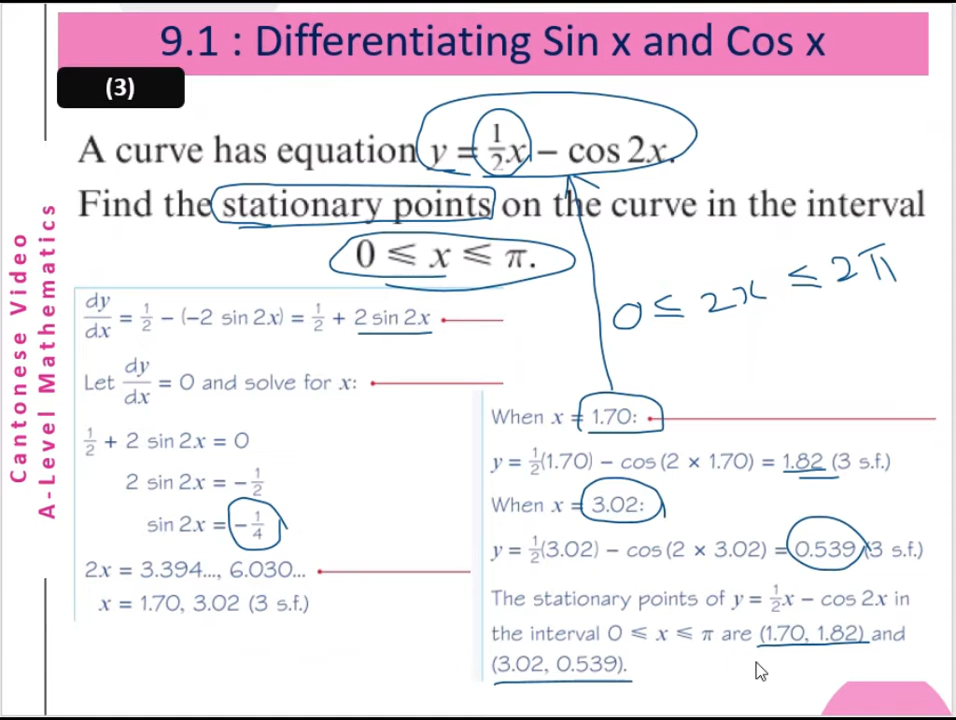 9.1 : Differentiating Sin x and Cos x
(3)
A curve has equation y = ½x − cos 2x.
Find the stationary points on the curve in the interval
0 ⩽ x ⩽ π.
0 ≤ 2x ≤ 2π
Cantonese Video
A-Level Mathematics
dy/dx = ½ − (−2 sin 2x) = ½ + 2 sin 2x
Let dy/dx = 0 and solve for x:
½ + 2 sin 2x = 0
2 sin 2x = −½
sin 2x = −¼
2x = 3.394..., 6.030...
x = 1.70, 3.02 (3 s.f.)
When x = 1.70:
y = ½(1.70) − cos (2 × 1.70) = 1.82 (3 s.f.)
When x = 3.02:
y = ½(3.02) − cos (2 × 3.02) = 0.539 (3 s.f.)
The stationary points of y = ½x − cos 2x in
the interval 0 ⩽ x ⩽ π are (1.70, 1.82) and
(3.02, 0.539).